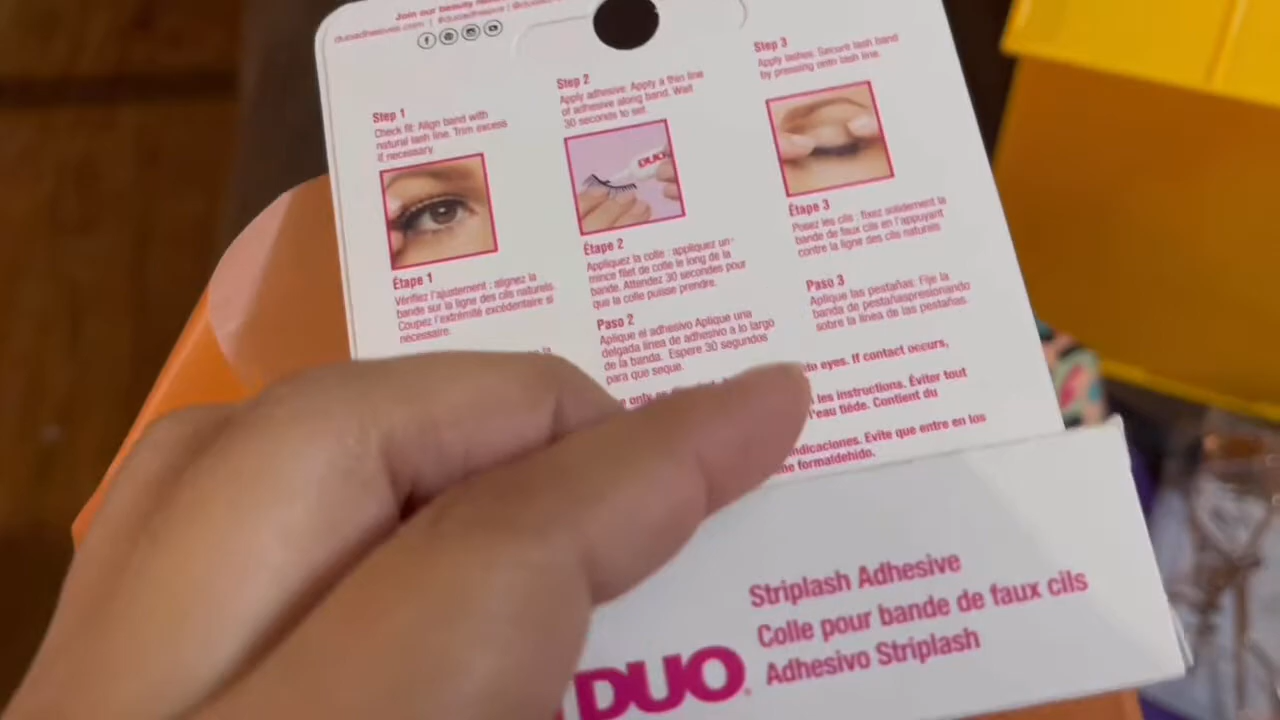 Join our beauty
duoadhesives.com | @duoadhesive |
Step 1
Check fit: Align band with
natural lash line. Trim excess
if necessary.
Étape 1
Vérifiez l'ajustement : alignez la
bande sur la ligne des cils naturels.
Coupez l'extrémité excédentaire si
nécessaire.
Step 2
Apply adhesive: Apply a thin line
of adhesive along band. Wait
30 seconds to set.
DUO
Étape 2
Appliquez la colle : appliquez un
mince filet de colle le long de la
bande. Attendez 30 secondes pour
que la colle puisse prendre.
Paso 2
Aplique el adhesivo Aplique una
delgada línea de adhesivo a lo largo
de la banda. Espere 30 segundos
para que seque.
Step 3
Apply lashes: Secure lash band
by pressing onto lash line.
Étape 3
Posez les cils : fixez solidement la
bande de faux cils en l'appuyant
contre la ligne des cils naturels
Paso 3
Aplique las pestañas: Fije la
banda de pestañaspresionando
sobre la línea de las pestañas.
only
eyes. If contact occurs,
les instructions. Éviter tout
l'eau tiède. Contient du
indicaciones. Evite que entre en los
formaldehido.
Striplash Adhesive
Colle pour bande de faux cils
Adhesivo Striplash
DUO